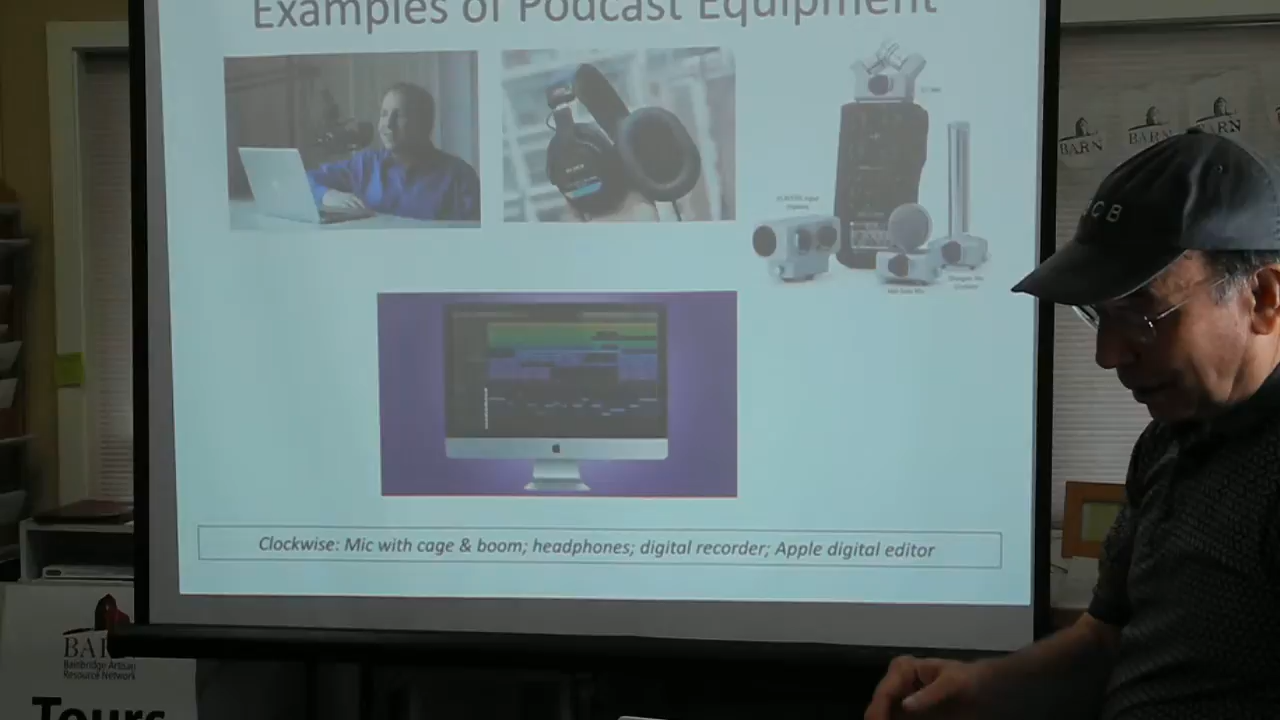 Examples of Podcast Equipment
BARN
BARN
BARN
CB
Clockwise: Mic with cage & boom; headphones; digital recorder; Apple digital editor
Bainbridge Artisan
Resource Network
Tours